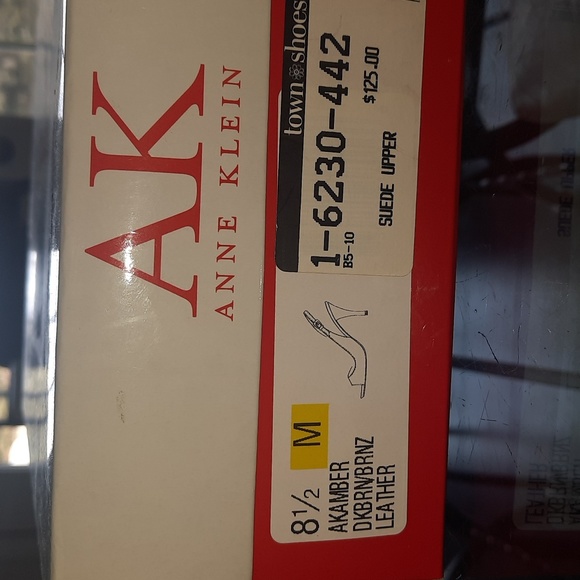 AK
ANNE KLEIN
town shoes
1-6230-442
B5-10
$125.00
SUEDE UPPER
8½ M
AKAMBER
DKBRN/BRNZ
LEATHER